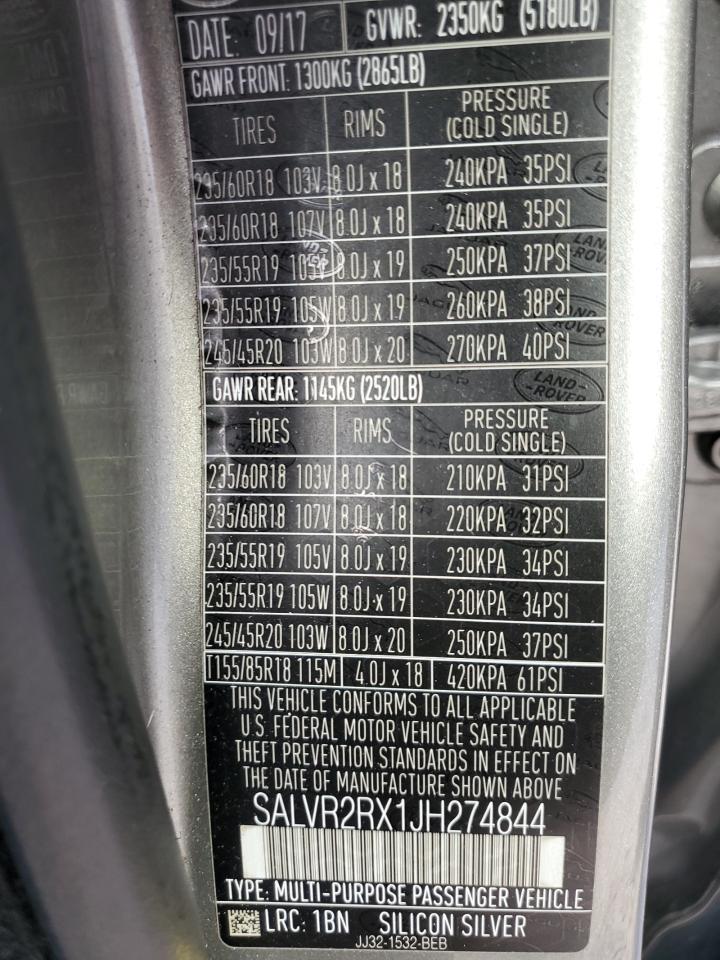 DATE: 09/17 GVWR: 2350KG (5180LB)
GAWR FRONT: 1300KG (2865LB)
TIRES RIMS PRESSURE (COLD SINGLE)
235/60R18 103V 8.0J x 18 240KPA 35PSI
235/60R18 107V 8.0J x 18 240KPA 35PSI
235/55R19 105V 8.0J x 19 250KPA 37PSI
235/55R19 105W 8.0J x 19 260KPA 38PSI
245/45R20 103W 8.0J x 20 270KPA 40PSI
GAWR REAR: 1145KG (2520LB)
TIRES RIMS PRESSURE (COLD SINGLE)
235/60R18 103V 8.0J x 18 210KPA 31PSI
235/60R18 107V 8.0J x 18 220KPA 32PSI
235/55R19 105V 8.0J x 19 230KPA 34PSI
235/55R19 105W 8.0J x 19 230KPA 34PSI
245/45R20 103W 8.0J x 20 250KPA 37PSI
T155/85R18 115M 4.0J x 18 420KPA 61PSI
THIS VEHICLE CONFORMS TO ALL APPLICABLE
U.S. FEDERAL MOTOR VEHICLE SAFETY AND
THEFT PREVENTION STANDARDS IN EFFECT ON
THE DATE OF MANUFACTURE SHOWN ABOVE
SALVR2RX1JH274844
TYPE: MULTI-PURPOSE PASSENGER VEHICLE
LRC: 1BN SILICON SILVER
JJ32-1532-BEB
LAND-
ROVER